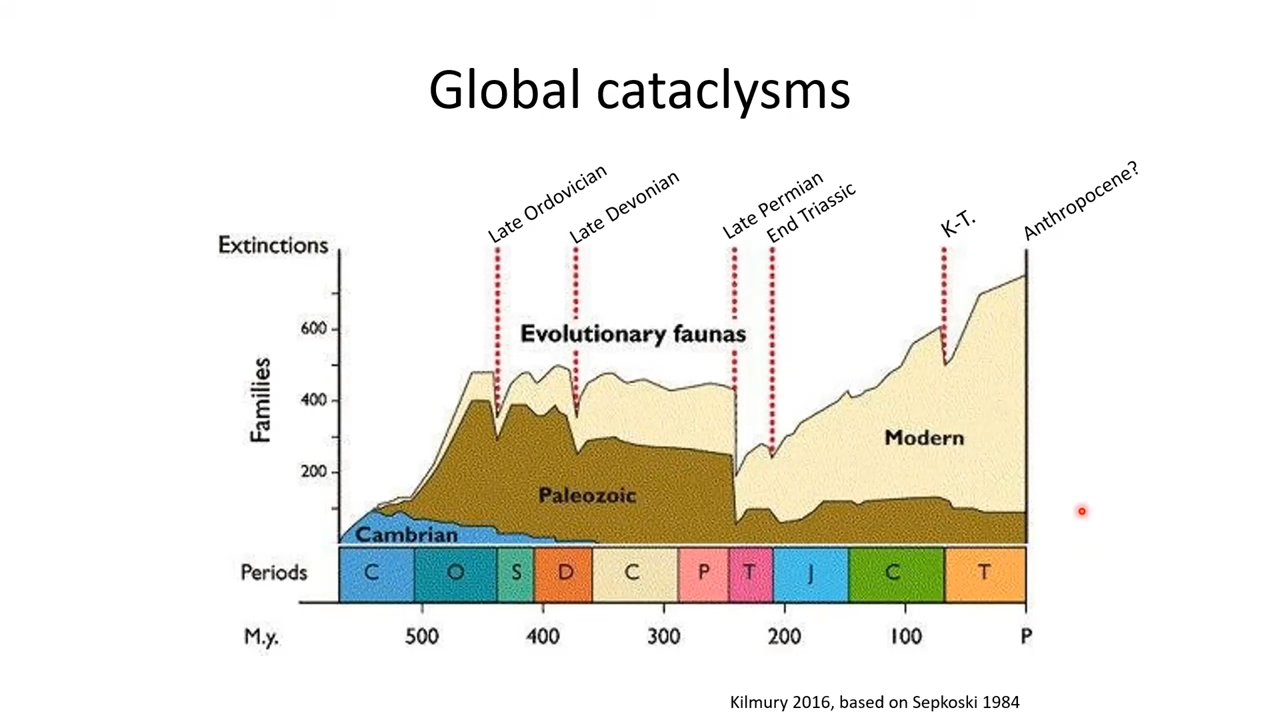 Global cataclysms
Late Ordovician
Late Devonian
Late Permian
End Triassic
K-T.
Anthropocene?
Extinctions
Evolutionary faunas
Families
600
400
200
Modern
Paleozoic
Cambrian
Periods
C O S D C P T J C T
M.y. 500 400 300 200 100 P
Kilmury 2016, based on Sepkoski 1984